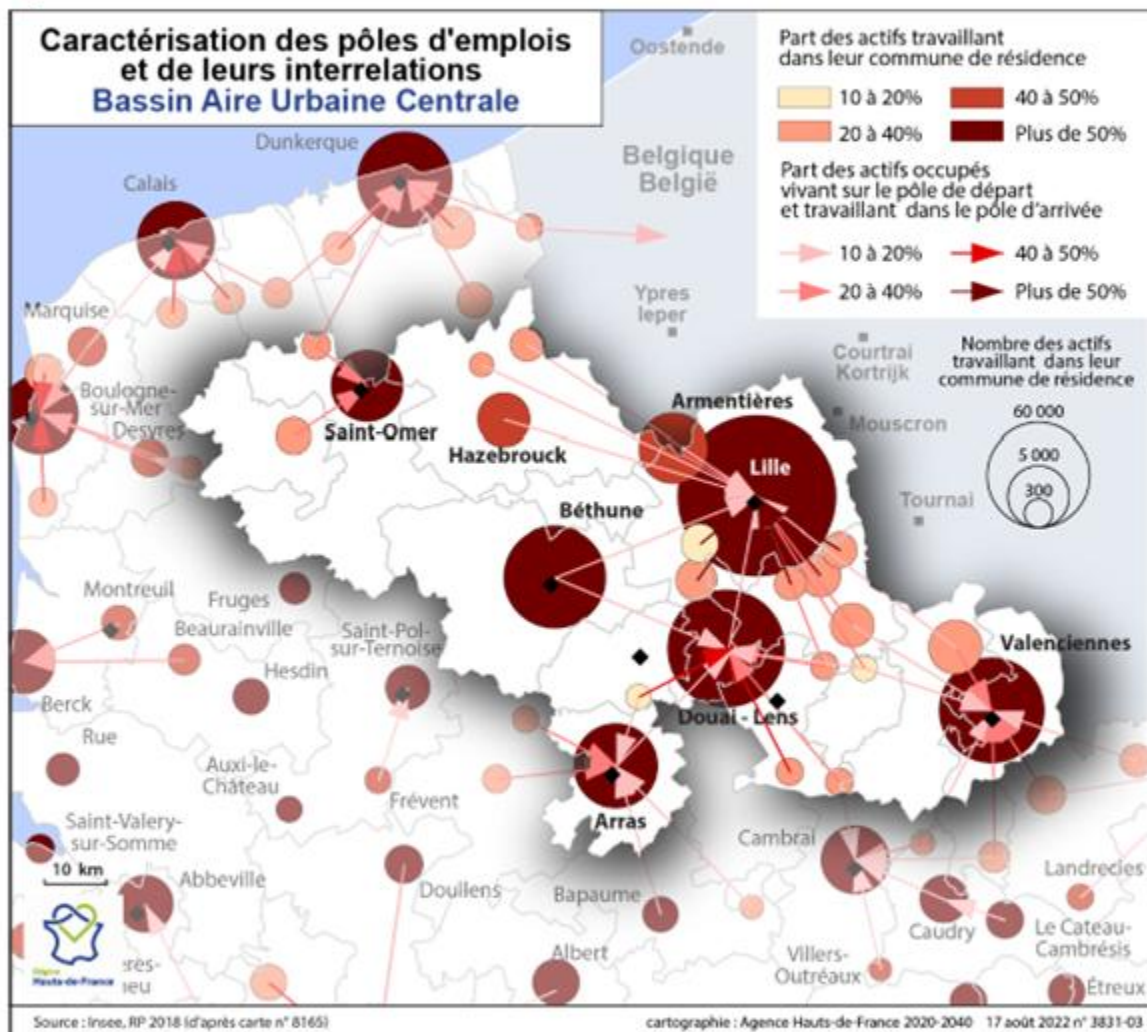 Caractérisation des pôles d'emplois
et de leurs interrelations
Bassin Aire Urbaine Centrale
Part des actifs travaillant
dans leur commune de résidence
10 à 20%
40 à 50%
20 à 40%
Plus de 50%
Part des actifs occupés
vivant sur le pôle de départ
et travaillant dans le pôle d'arrivée
10 à 20%
40 à 50%
20 à 40%
Plus de 50%
Nombre des actifs
travaillant dans leur
commune de résidence
60 000
5 000
300
Oostende
Dunkerque
Belgique
België
Calais
Ypres
Ieper
Marquise
Courtrai
Kortrijk
Boulogne-
sur-Mer
Desvres
Armentières
Mouscron
Saint-Omer
Hazebrouck
Lille
Tournai
Béthune
Montreuil
Fruges
Beaurainville
Saint-Pol-
sur-Ternoise
Valenciennes
Hesdin
Berck
Douai - Lens
Rue
Auxi-le-
Château
Frévent
Arras
Cambrai
Saint-Valery-
sur-Somme
10 km
Abbeville
Doullens
Bapaume
Landrecies
Caudry
Le Cateau-
Cambrésis
Albert
Villers-
Outréaux
Étreux
Région
Hauts-de-France
Source : Insee, RP 2018 (d'après carte n° 8165)
cartographie : Agence Hauts-de-France 2020-2040 17 août 2022 n° 3831-03